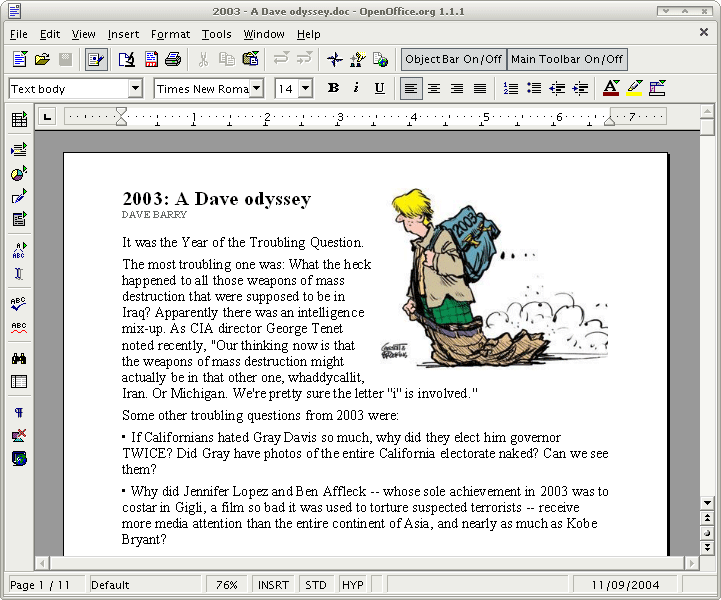 2003 - A Dave odyssey.doc - OpenOffice.org 1.1.1
File Edit View Insert Format Tools Window Help
ObjectBar On/Off Main Toolbar On/Off
Text body Times New Roma 14 B i U
1 2 3 4 5 6 7
2003: A Dave odyssey
DAVE BARRY
2003
It was the Year of the Troubling Question.
The most troubling one was: What the heck
happened to all those weapons of mass
destruction that were supposed to be in
Iraq? Apparently there was an intelligence
mix-up. As CIA director George Tenet
noted recently, "Our thinking now is that
the weapons of mass destruction might
actually be in that other one, whaddycallit,
Iran. Or Michigan. We're pretty sure the letter "i" is involved."
Some other troubling questions from 2003 were:
• If Californians hated Gray Davis so much, why did they elect him governor
TWICE? Did Gray have photos of the entire California electorate naked? Can we see
them?
• Why did Jennifer Lopez and Ben Affleck -- whose sole achievement in 2003 was to
costar in Gigli, a film so bad it was used to torture suspected terrorists -- receive
more media attention than the entire continent of Asia, and nearly as much as Kobe
Bryant?
Page 1 / 11 Default 76% INSRT STD HYP 11/09/2004